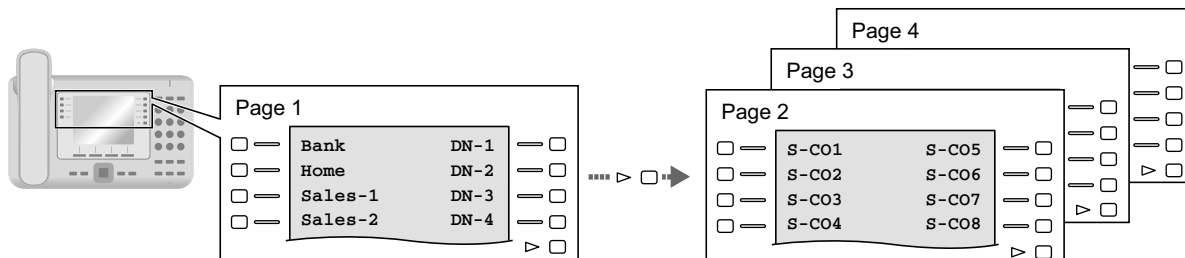 Page 1
Bank DN-1
Home DN-2
Sales-1 DN-3
Sales-2 DN-4
Page 2
S-CO1 S-CO5
S-CO2 S-CO6
S-CO3 S-CO7
S-CO4 S-CO8
Page 3
Page 4